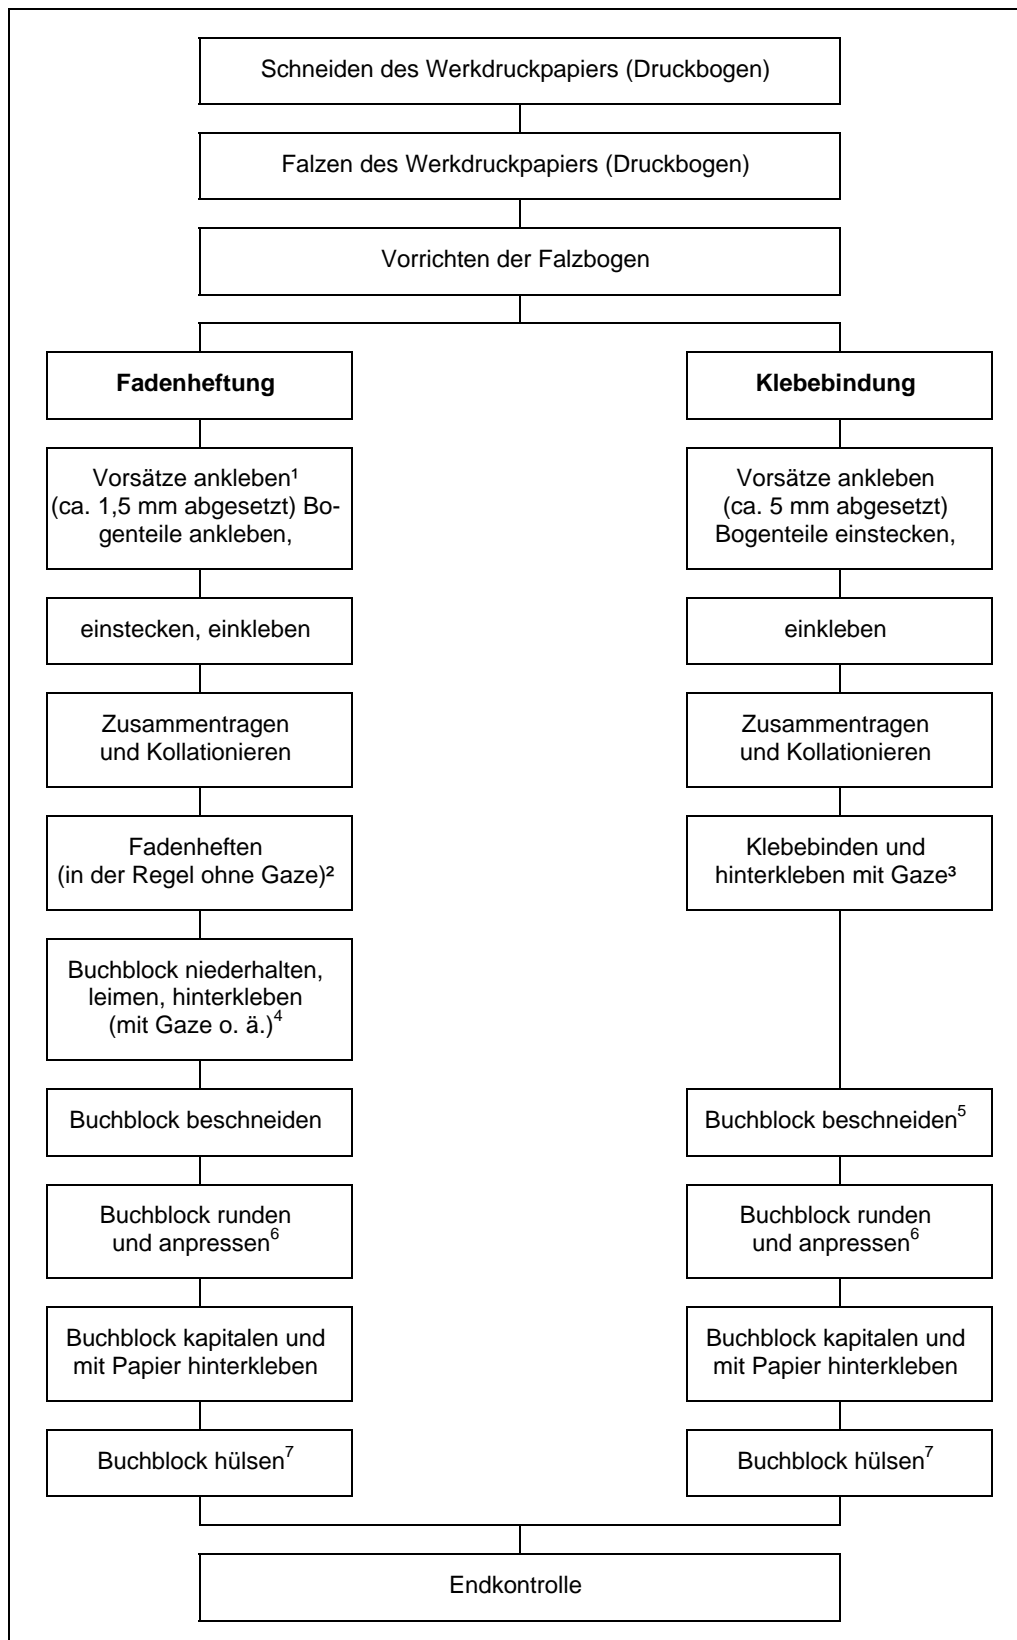 Schneiden des Werkdruckpapiers (Druckbogen)
Falzen des Werkdruckpapiers (Druckbogen)
Vorrichten der Falzbogen
Fadenheftung
Vorsätze ankleben¹
(ca. 1,5 mm abgesetzt) Bo-
genteile ankleben,
einstecken, einkleben
Zusammentragen
und Kollationieren
Fadenheften
(in der Regel ohne Gaze)²
Buchblock niederhalten,
leimen, hinterkleben
(mit Gaze o. ä.)⁴
Buchblock beschneiden
Buchblock runden
und anpressen⁶
Buchblock kapitalen und
mit Papier hinterkleben
Buchblock hülsen⁷
Klebebindung
Vorsätze ankleben
(ca. 5 mm abgesetzt)
Bogenteile einstecken,
einkleben
Zusammentragen
und Kollationieren
Klebebinden und
hinterkleben mit Gaze³
Buchblock beschneiden⁵
Buchblock runden
und anpressen⁶
Buchblock kapitalen und
mit Papier hinterkleben
Buchblock hülsen⁷
Endkontrolle